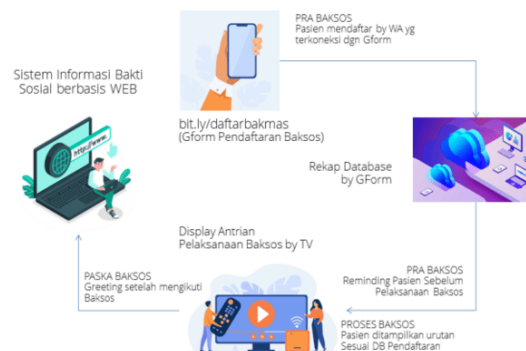 PRA BAKSOS
Pasien mendaftar by WA yg
terkoneksi dgn Gform
Sistem Informasi Bakti
Sosial berbasis WEB
http://www.
bit.ly/daftarbakmas
(Gform Pendaftaran Baksos)
Rekap Database
by GForm
Display Antrian
Pelaksanaan Baksos by TV
PASKA BAKSOS
Greeting setelah mengikuti
Baksos
PRA BAKSOS
Reminding Pasien Sebelum
Pelaksanaan Baksos
PROSES BAKSOS
Pasien ditampilkan urutan
Sesuai DB Pendaftaran